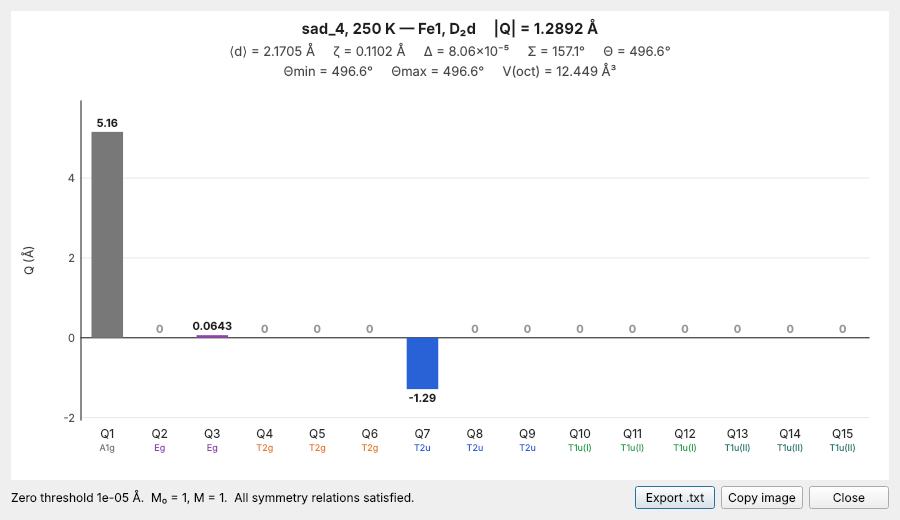 sad_4, 250 K — Fe1, D₂d |Q| = 1.2892 Å
⟨d⟩ = 2.1705 Å ζ = 0.1102 Å Δ = 8.06×10⁻⁵ Σ = 157.1° Θ = 496.6°
Θmin = 496.6° Θmax = 496.6° V(oct) = 12.449 Å³
5.16
4
Q (Å)
2
0 0.0643 0 0 0 0 0 0 0 0 0 0 0
0
-1.29
-2
Q1 Q2 Q3 Q4 Q5 Q6 Q7 Q8 Q9 Q10 Q11 Q12 Q13 Q14 Q15
A1g Eg Eg T2g T2g T2g T2u T2u T2u T1u(I) T1u(I) T1u(I) T1u(II) T1u(II) T1u(II)
Zero threshold 1e-05 Å. M₀ = 1, M = 1. All symmetry relations satisfied.
Export .txt Copy image Close